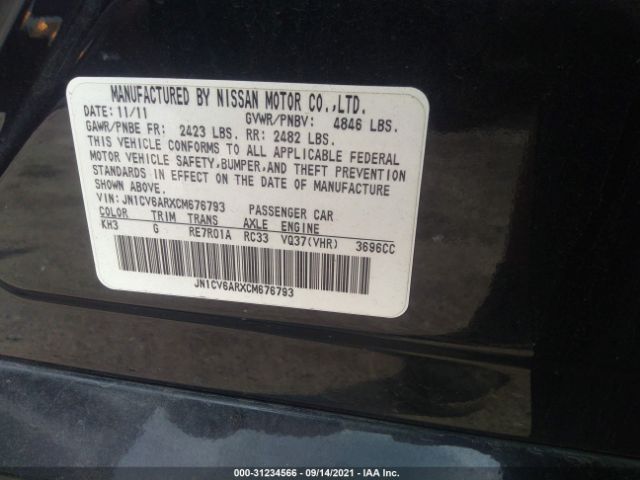 MANUFACTURED BY NISSAN MOTOR CO.,LTD.
DATE: 11/11 GVWR/PNBV: 4846 LBS.
GAWR/PNBE FR: 2423 LBS. RR: 2482 LBS.
THIS VEHICLE CONFORMS TO ALL APPLICABLE FEDERAL
MOTOR VEHICLE SAFETY,BUMPER,AND THEFT PREVENTION
STANDARDS IN EFFECT ON THE DATE OF MANUFACTURE
SHOWN ABOVE.
VIN:JN1CV6ARXCM676793 PASSENGER CAR
COLOR TRIM TRANS AXLE ENGINE
KH3 G RE7R01A RC33 VQ37(VHR) 3696CC
JN1CV6ARXCM676793
000-31234566 - 09/14/2021 - IAA Inc.